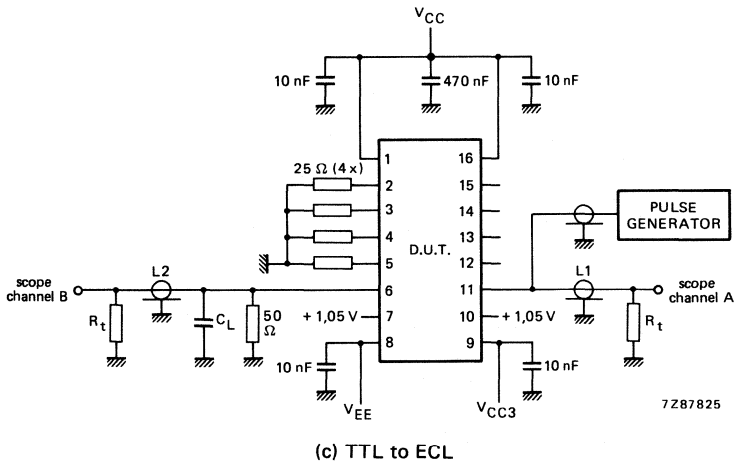 VCC
10 nF
470 nF
10 nF
25 Ω (4x)
1
16
2
15
3
14
4
13
5
12
D.U.T.
PULSE
GENERATOR
scope
channel B
L2
6
11
L1
scope
channel A
Rt
CL
50
Ω
+ 1,05 V
7
10
+ 1,05 V
Rt
10 nF
8
9
10 nF
VEE
VCC3
7Z87825
(c) TTL to ECL